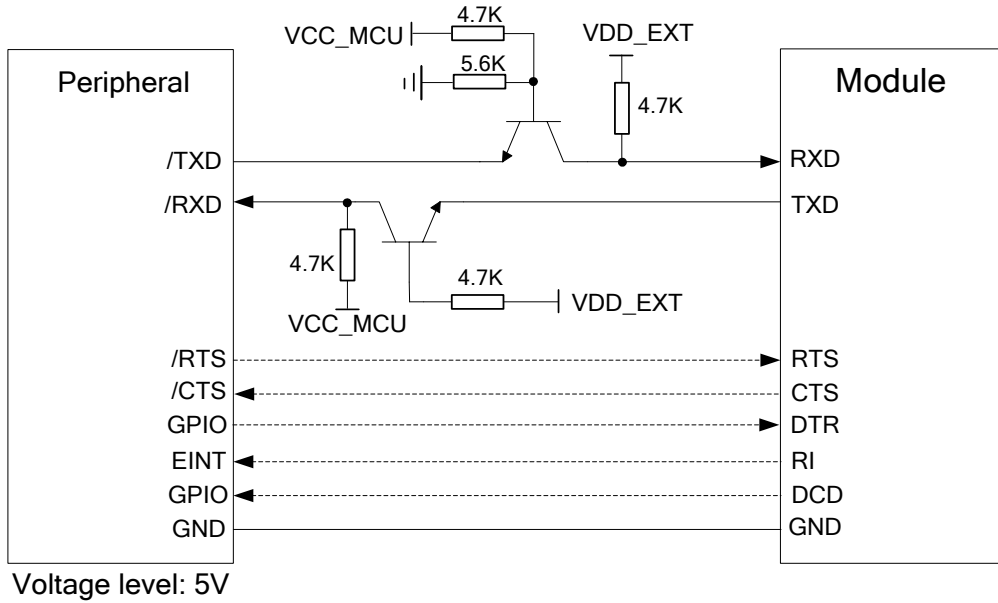 4.7K
VCC_MCU
VDD_EXT
5.6K
Peripheral
4.7K
Module
/TXD
RXD
/RXD
TXD
4.7K
4.7K
VDD_EXT
VCC_MCU
/RTS
RTS
/CTS
CTS
GPIO
DTR
EINT
RI
GPIO
DCD
GND
GND
Voltage level: 5V